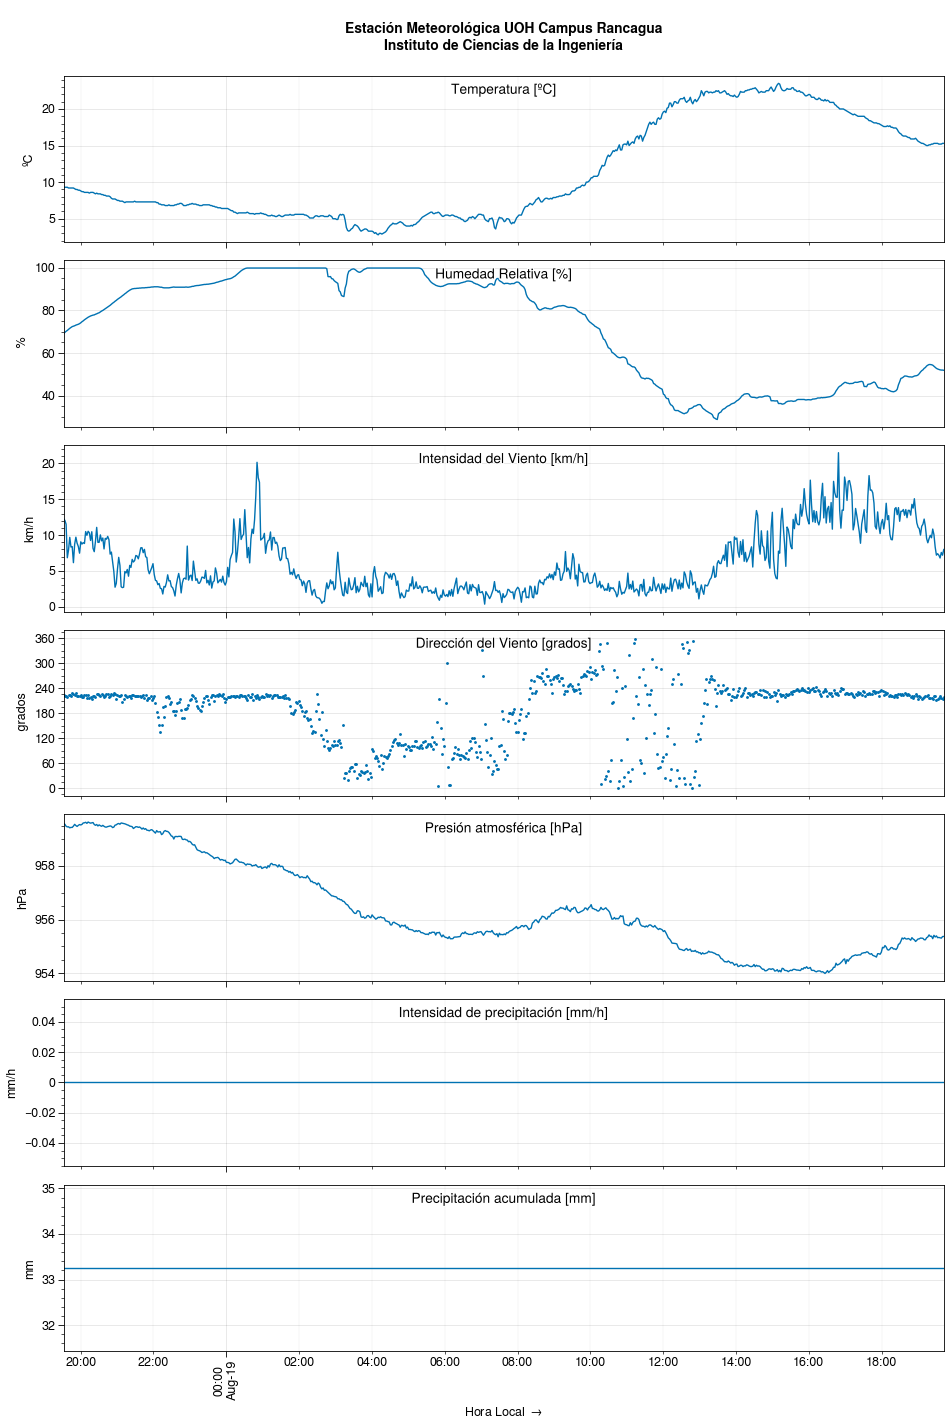 Estación Meteorológica UOH Campus Rancagua
Instituto de Ciencias de la Ingeniería
Temperatura [ºC]
ºC
20
15
10
5
Humedad Relativa [%]
%
100
80
60
40
Intensidad del Viento [km/h]
km/h
20
15
10
5
0
Dirección del Viento [grados]
grados
360
300
240
180
120
60
0
Presión atmosférica [hPa]
hPa
958
956
954
Intensidad de precipitación [mm/h]
mm/h
0.04
0.02
0
−0.02
−0.04
Precipitación acumulada [mm]
mm
35
34
33
32
20:00
22:00
00:00
Aug-19
02:00
04:00
06:00
08:00
10:00
12:00
14:00
16:00
18:00
Hora Local →